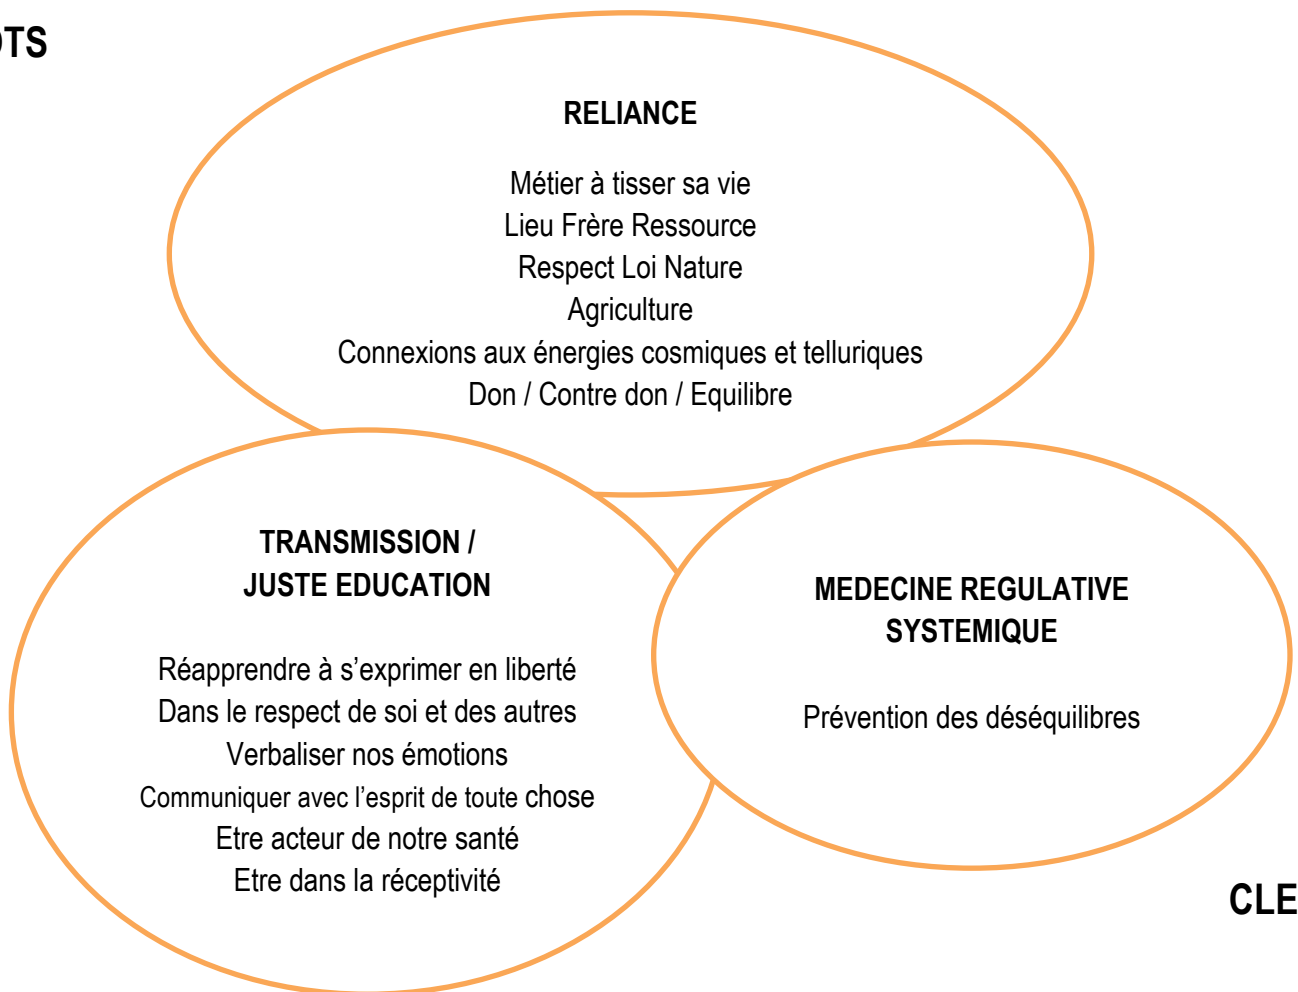 OTS
RELIANCE
Métier à tisser sa vie
Lieu Frère Ressource
Respect Loi Nature
Agriculture
Connexions aux énergies cosmiques et telluriques
Don / Contre don / Equilibre
TRANSMISSION /
JUSTE EDUCATION
Réapprendre à s’exprimer en liberté
Dans le respect de soi et des autres
Verbaliser nos émotions
Communiquer avec l’esprit de toute chose
Etre acteur de notre santé
Etre dans la réceptivité
MEDECINE REGULATIVE
SYSTEMIQUE
Prévention des déséquilibres
CLE